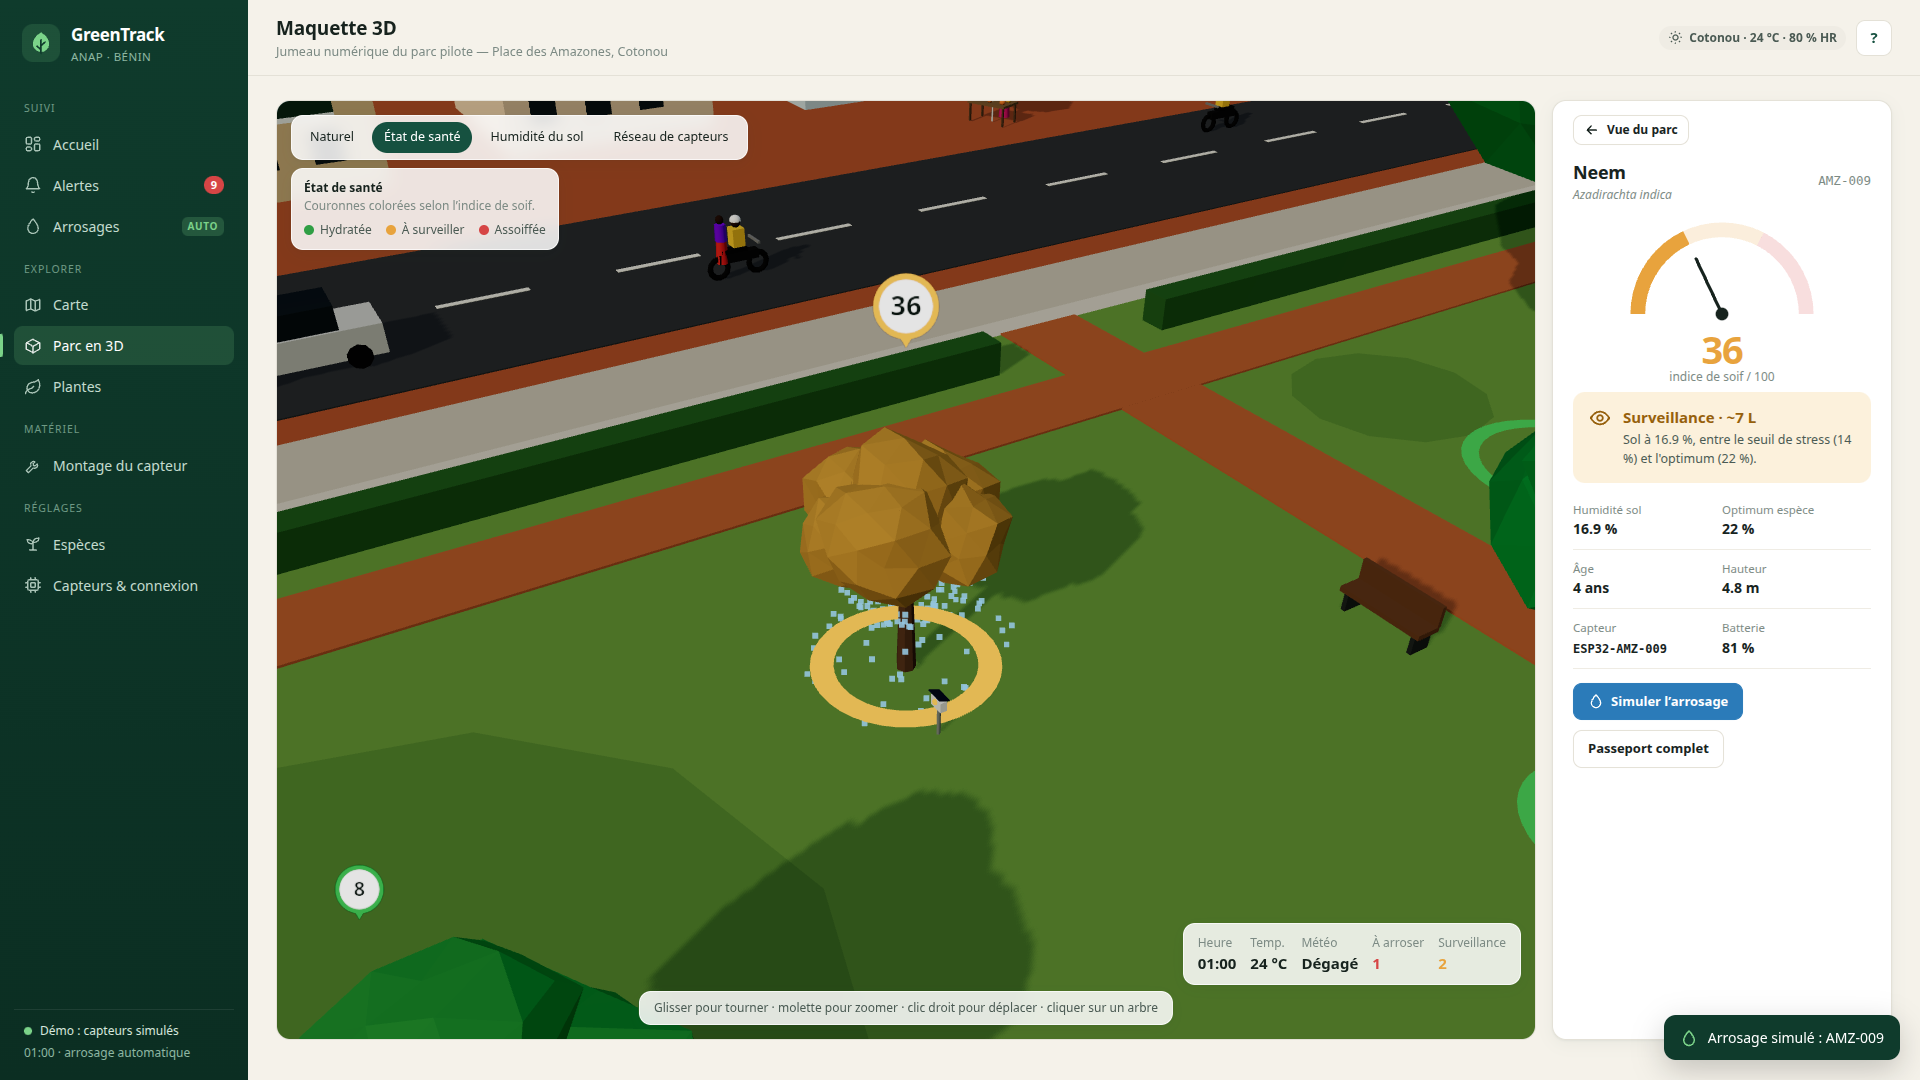 GreenTrack
ANAP · BÉNIN
SUIVI
Accueil
Alertes 9
Arrosages AUTO
EXPLORER
Carte
Parc en 3D
Plantes
MATÉRIEL
Montage du capteur
RÉGLAGES
Espèces
Capteurs & connexion
Démo : capteurs simulés
01:00 · arrosage automatique
Maquette 3D
Jumeau numérique du parc pilote — Place des Amazones, Cotonou
Cotonou · 24 °C · 80 % HR
?
Naturel État de santé Humidité du sol Réseau de capteurs
État de santé
Couronnes colorées selon l’indice de soif.
Hydratée À surveiller Assoiffée
36
8
Heure Temp. Météo À arroser Surveillance
01:00 24 °C Dégagé 1 2
Glisser pour tourner · molette pour zoomer · clic droit pour déplacer · cliquer sur un arbre
Vue du parc
Neem
AMZ-009
Azadirachta indica
36
indice de soif / 100
Surveillance · ~7 L
Sol à 16.9 %, entre le seuil de stress (14
%) et l'optimum (22 %).
Humidité sol Optimum espèce
16.9 % 22 %
Âge Hauteur
4 ans 4.8 m
Capteur Batterie
ESP32-AMZ-009 81 %
Simuler l’arrosage
Passeport complet
Arrosage simulé : AMZ-009